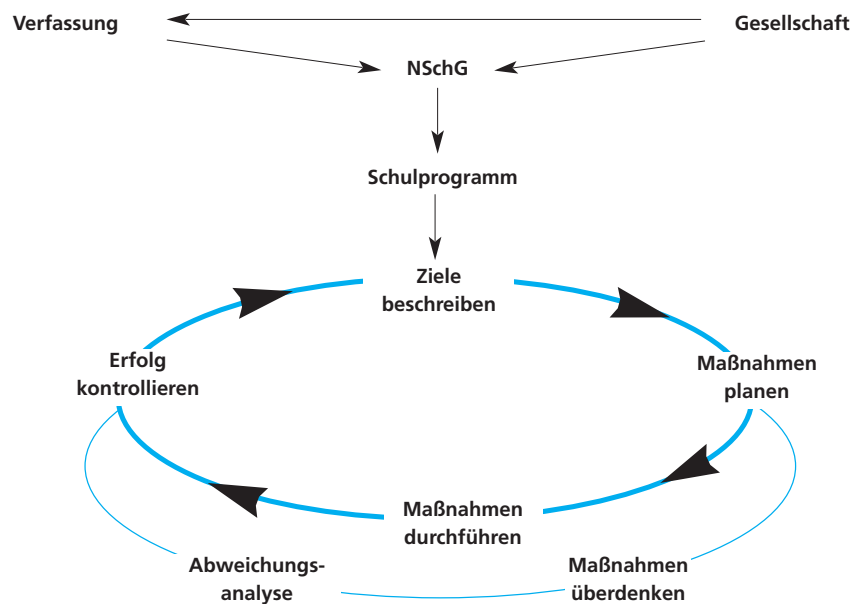 Verfassung
Gesellschaft
NSchG
Schulprogramm
Ziele
beschreiben
Erfolg
kontrollieren
Maßnahmen
planen
Maßnahmen
durchführen
Abweichungs-
analyse
Maßnahmen
überdenken